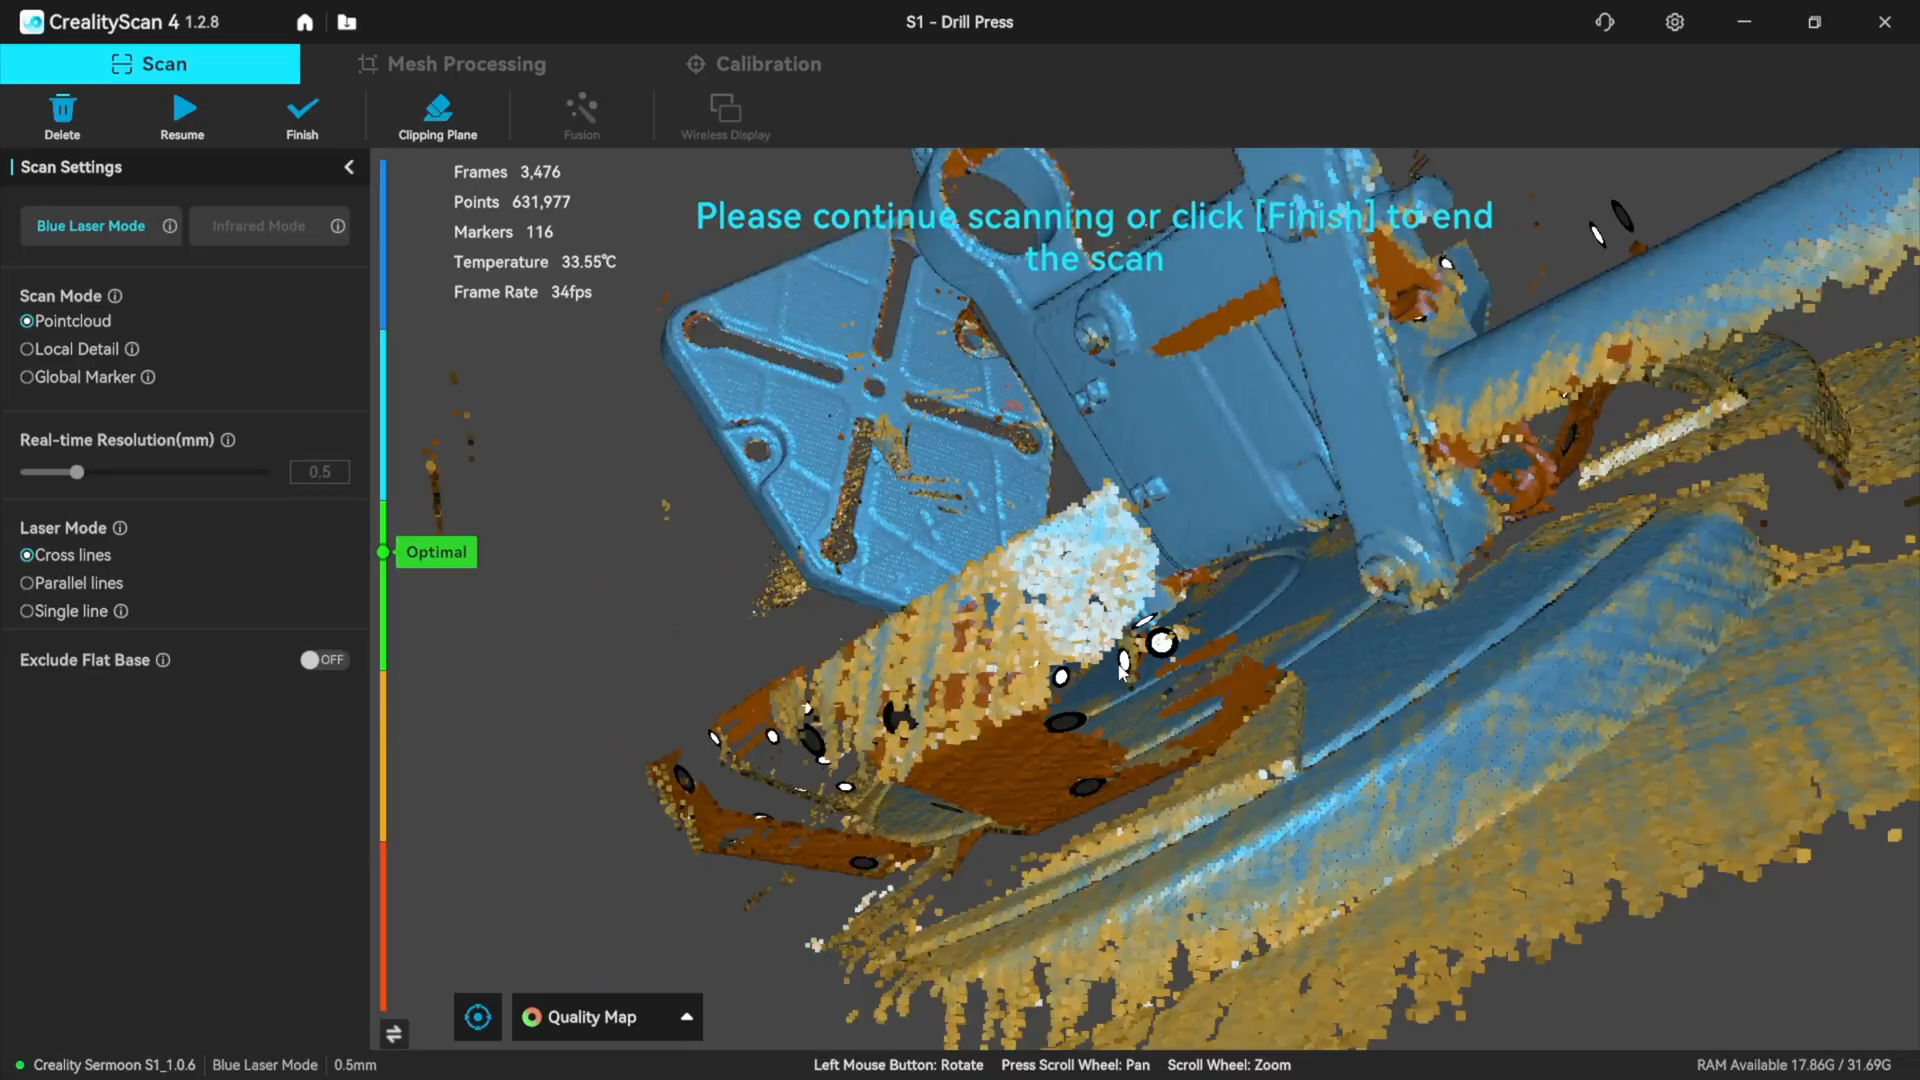 CrealityScan 4 1.2.8
S1 - Drill Press
Scan
Mesh Processing
Calibration
Delete
Resume
Finish
Clipping Plane
Fusion
Wireless Display
Scan Settings
Blue Laser Mode
Infrared Mode
Scan Mode
Pointcloud
Local Detail
Global Marker
Real-time Resolution(mm)
0.5
Laser Mode
Cross lines
Parallel lines
Single line
Exclude Flat Base
OFF
Optimal
Frames 3,476
Points 631,977
Markers 116
Temperature 33.55℃
Frame Rate 34fps
Please continue scanning or click [Finish] to end
the scan
Quality Map
Creality Sermoon S1_1.0.6
Blue Laser Mode
0.5mm
Left Mouse Button: Rotate Press Scroll Wheel: Pan Scroll Wheel: Zoom
RAM Available 17.86G / 31.69G